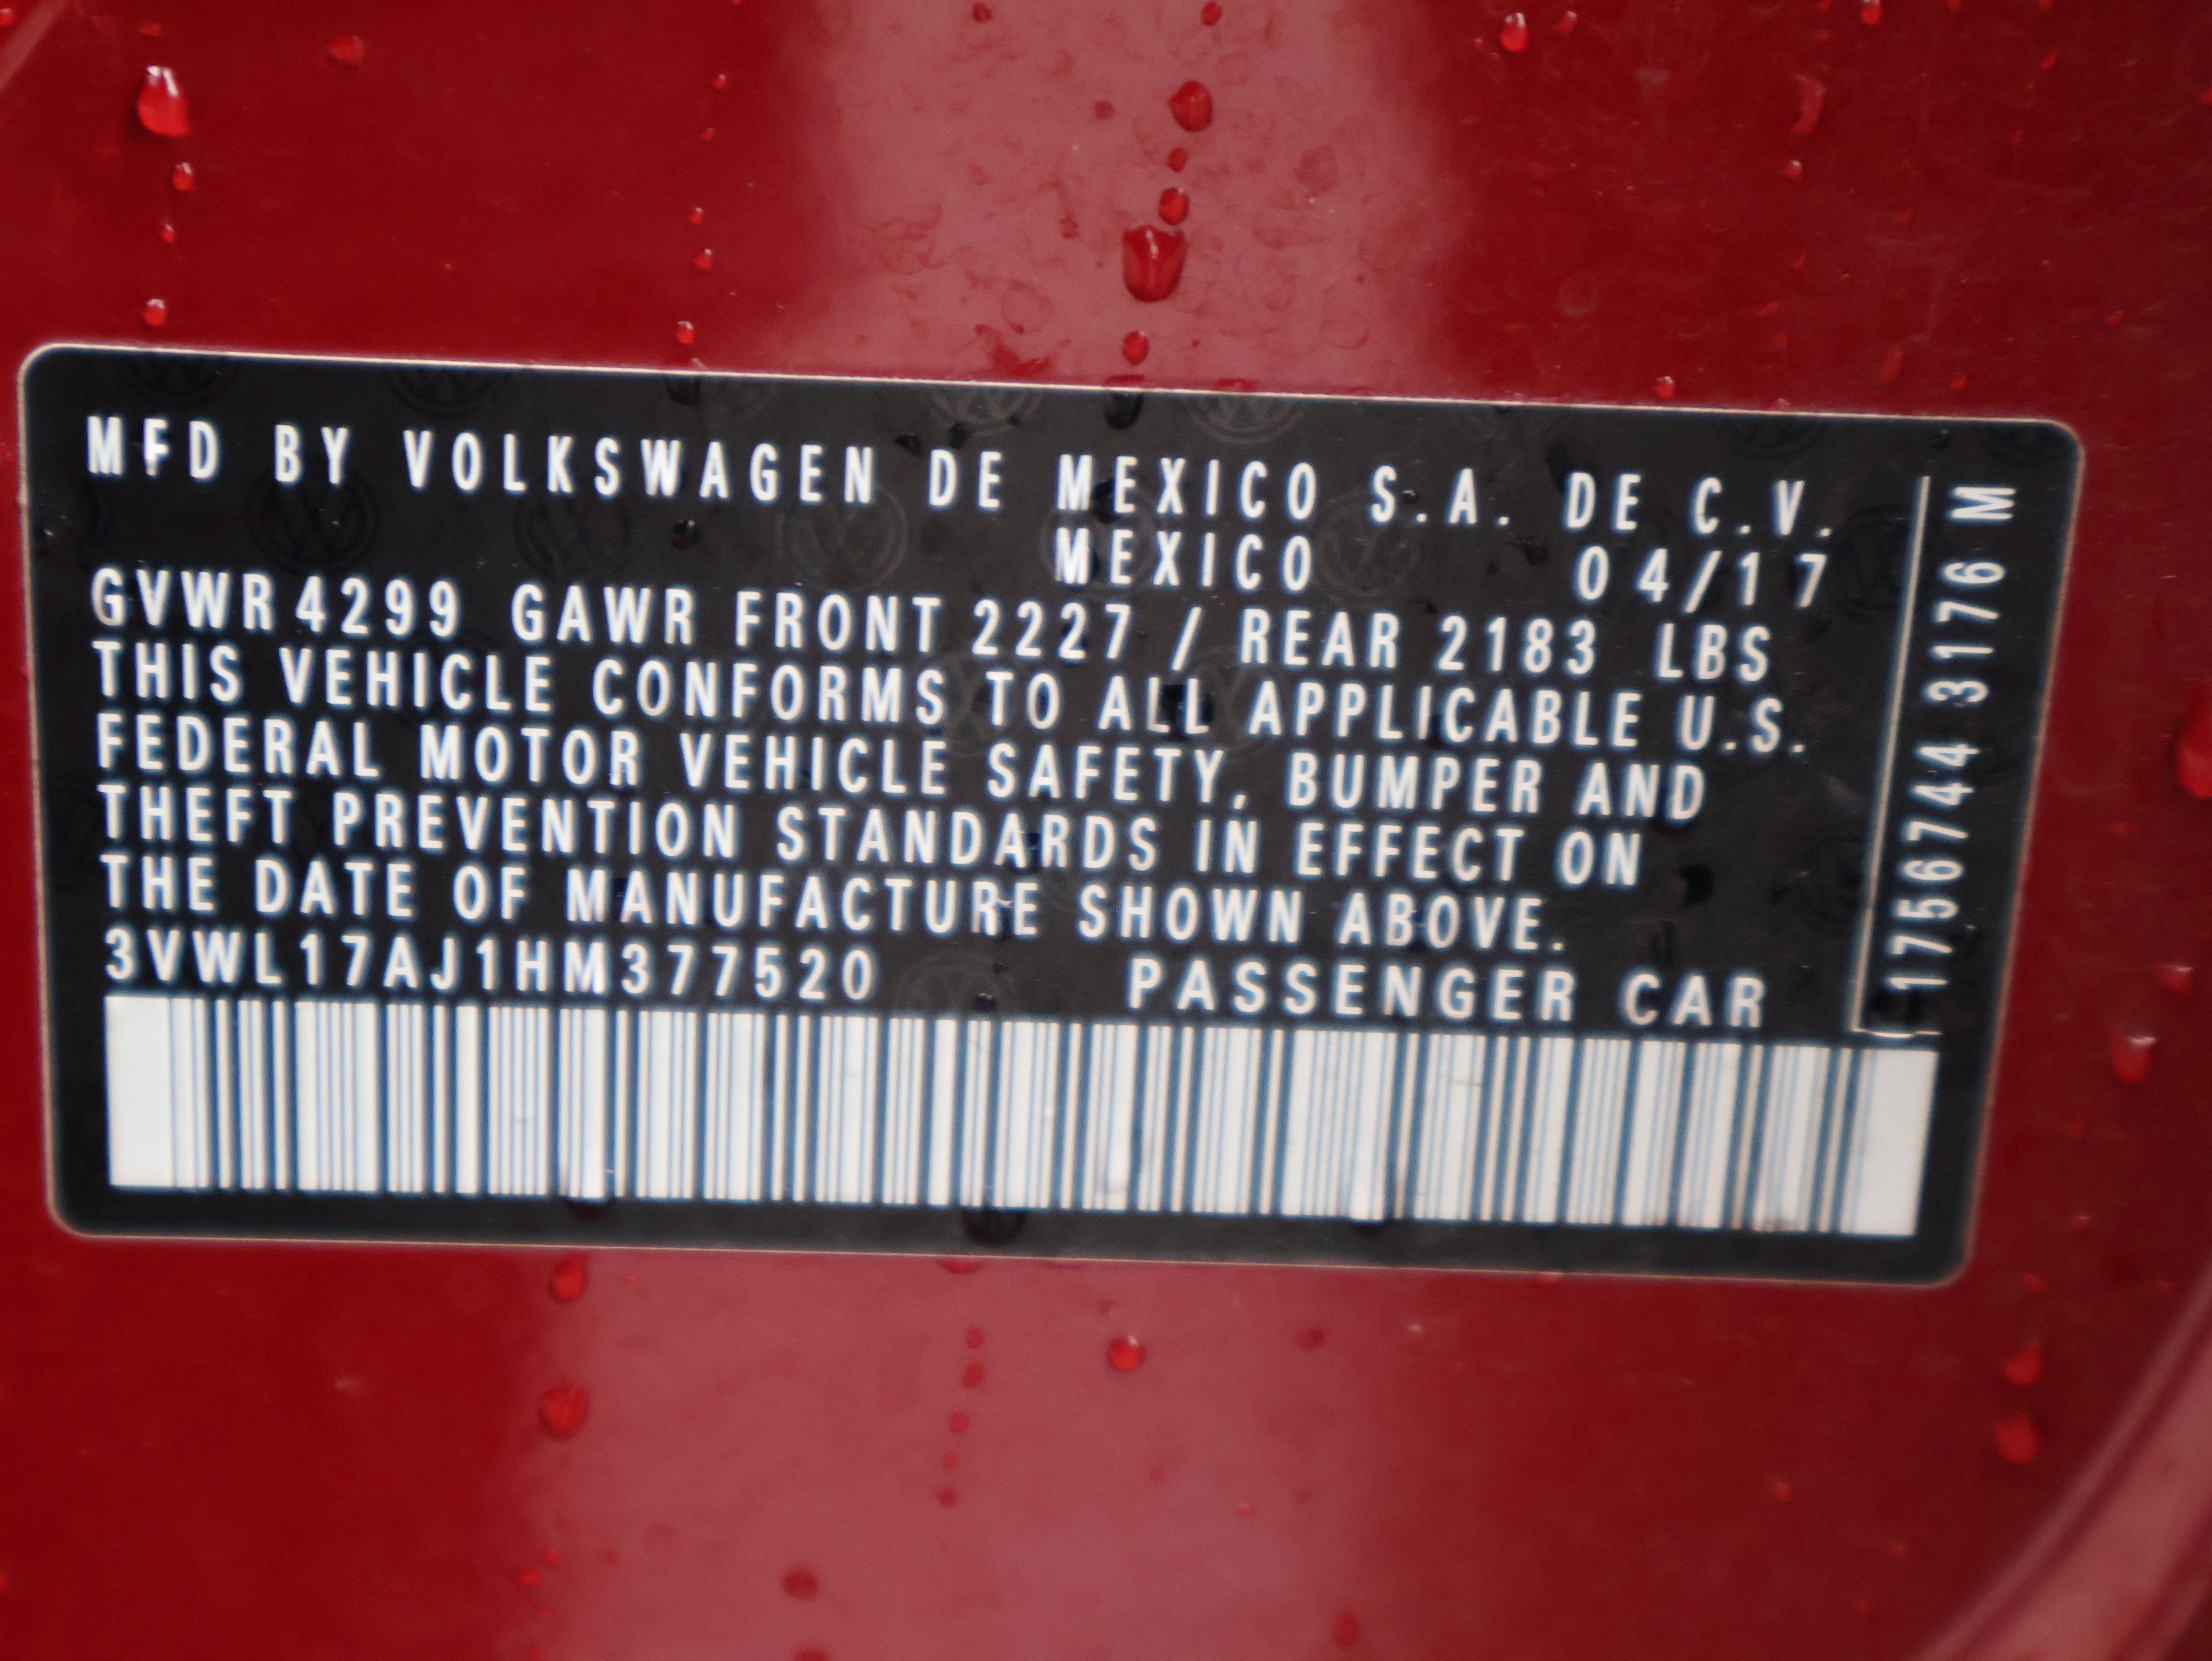 MFD BY VOLKSWAGEN DE MEXICO S.A. DE C.V.
MEXICO 04/17
GVWR 4299 GAWR FRONT 2227 / REAR 2183 LBS
THIS VEHICLE CONFORMS TO ALL APPLICABLE U.S.
FEDERAL MOTOR VEHICLE SAFETY, BUMPER AND
THEFT PREVENTION STANDARDS IN EFFECT ON
THE DATE OF MANUFACTURE SHOWN ABOVE.
3VWL17AJ1HM377520 PASSENGER CAR
1756744 3176 M